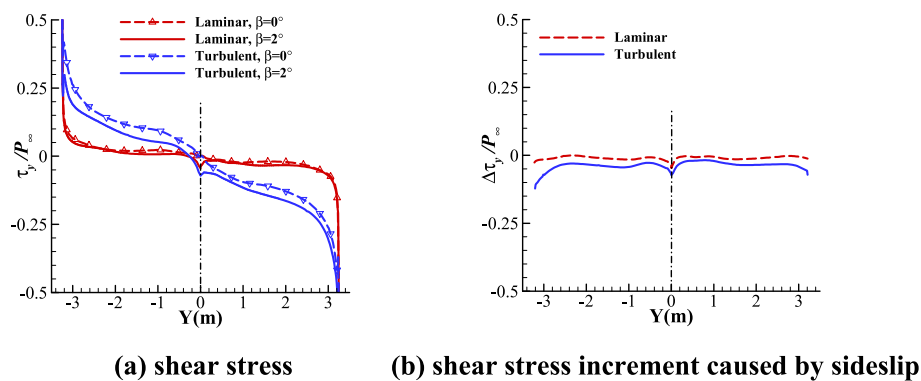 0.5
0.25
0
-0.25
-0.5
τy/P∞
Laminar, β=0°
Laminar, β=2°
Turbulent, β=0°
Turbulent, β=2°
-3 -2 -1 0 1 2 3
Y(m)
(a) shear stress
0.5
0.25
0
-0.25
-0.5
Δτy/P∞
Laminar
Turbulent
-3 -2 -1 0 1 2 3
Y(m)
(b) shear stress increment caused by sideslip